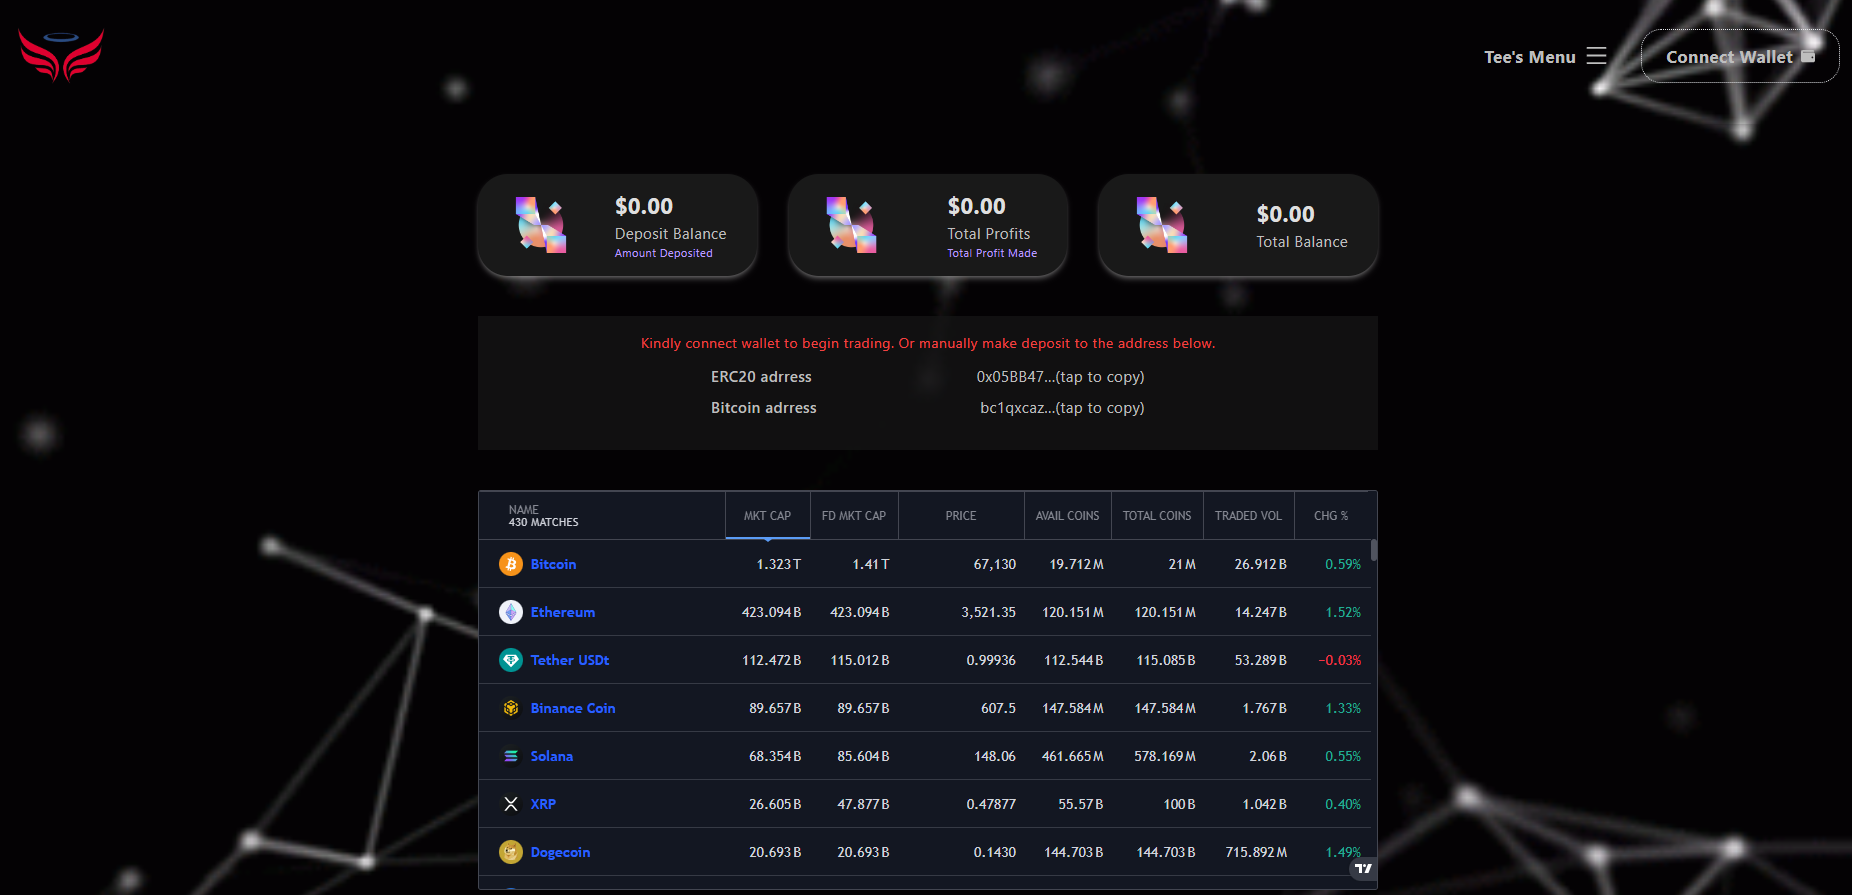 Tee's Menu
Connect Wallet
$0.00
Deposit Balance
Amount Deposited
$0.00
Total Profits
Total Profit Made
$0.00
Total Balance
Kindly connect wallet to begin trading. Or manually make deposit to the address below.
ERC20 adrress 0x05BB47...(tap to copy)
Bitcoin adrress bc1qxcaz...(tap to copy)
NAME MKT CAP FD MKT CAP PRICE AVAIL COINS TOTAL COINS TRADED VOL CHG %
430 MATCHES
Bitcoin 1.323 T 1.41 T 67,130 19.712 M 21 M 26.912 B 0.59%
Ethereum 423.094 B 423.094 B 3,521.35 120.151 M 120.151 M 14.247 B 1.52%
Tether USDt 112.472 B 115.012 B 0.99936 112.544 B 115.085 B 53.289 B −0.03%
Binance Coin 89.657 B 89.657 B 607.5 147.584 M 147.584 M 1.767 B 1.33%
Solana 68.354 B 85.604 B 148.06 461.665 M 578.169 M 2.06 B 0.55%
XRP 26.605 B 47.877 B 0.47877 55.57 B 100 B 1.042 B 0.40%
Dogecoin 20.693 B 20.693 B 0.1430 144.703 B 144.703 B 715.892 M 1.49%